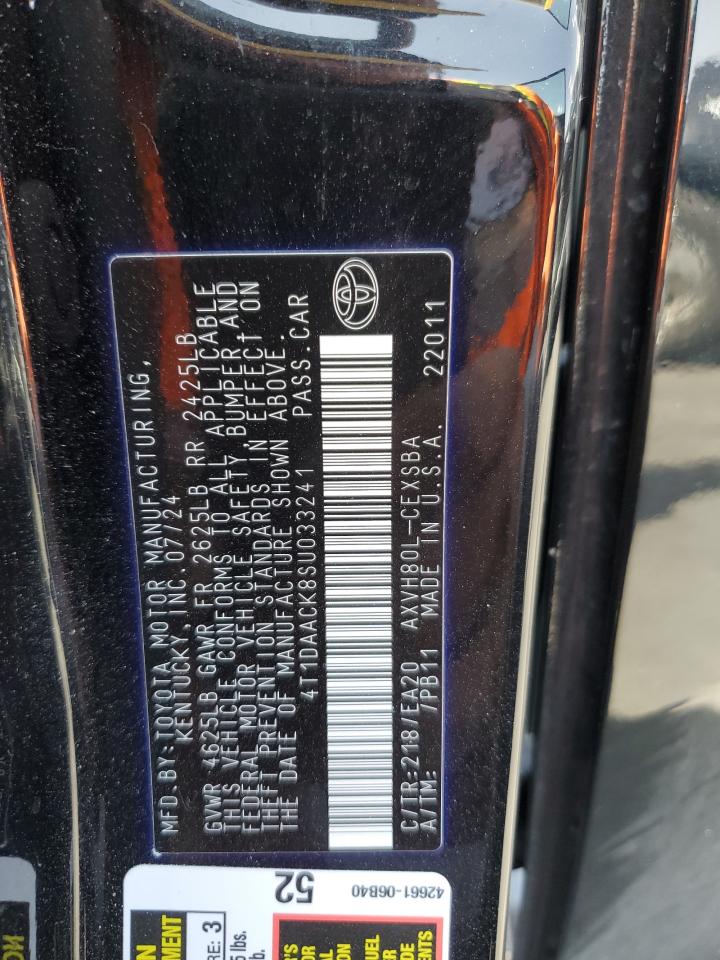 MFD.BY:TOYOTA MOTOR MANUFACTURING,
KENTUCKY, INC. 07/24
GVWR 4625LB GAWR FR 2625LB RR 2425LB
THIS VEHICLE CONFORMS TO ALL APPLICABLE
FEDERAL MOTOR VEHICLE SAFETY, BUMPER AND
THEFT PREVENTION STANDARDS IN EFFECT ON
THE DATE OF MANUFACTURE SHOWN ABOVE.
4T1DAACK8SU033241 PASS.CAR
C/TR:218/EA20 AXVH80L-CEXSBA 22011
A/TM: /PB11 MADE IN U.S.A.
52
42661-06B40